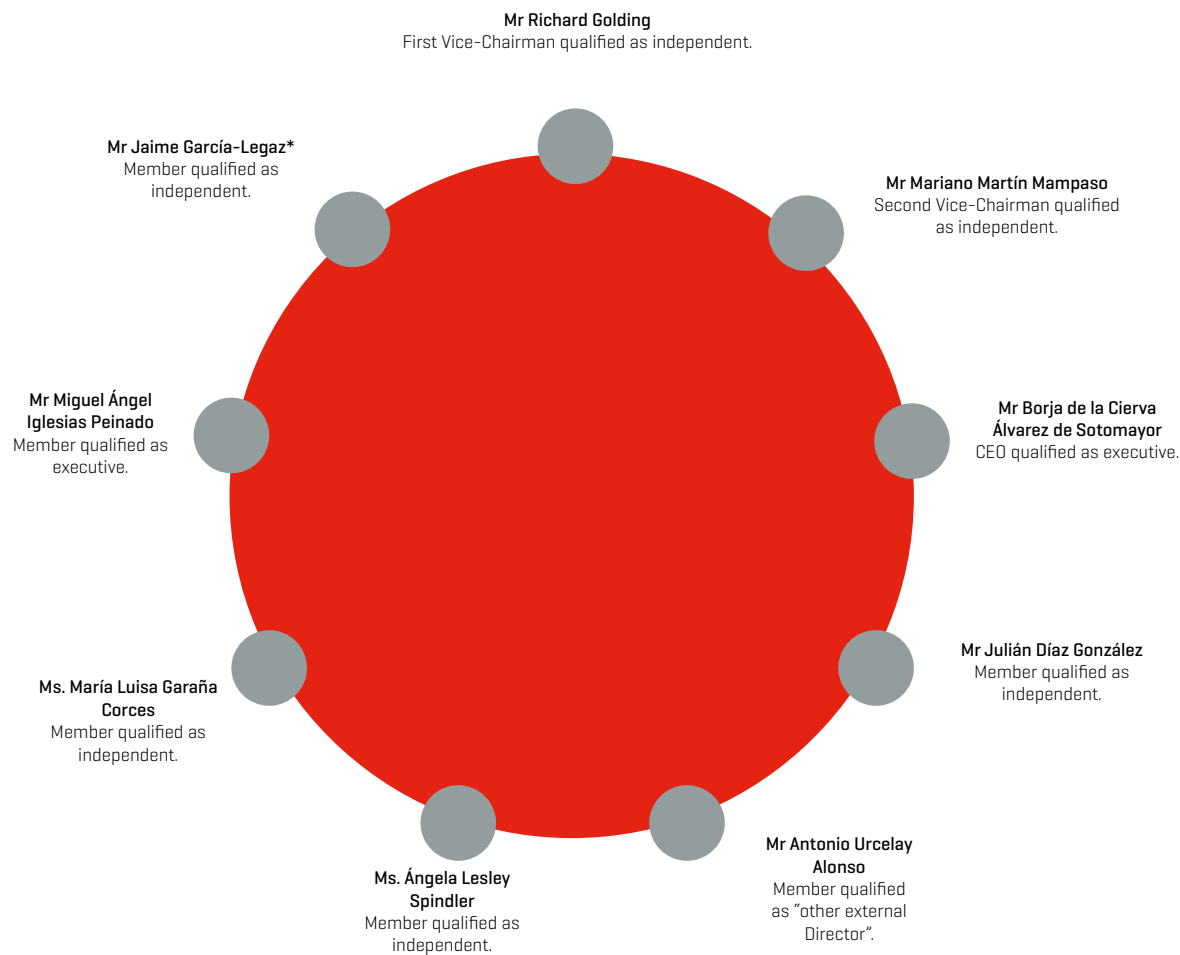 Mr Richard Golding
First Vice-Chairman qualified as independent.
Mr Jaime García-Legaz*
Member qualified as
independent.
Mr Mariano Martín Mampaso
Second Vice-Chairman qualified
as independent.
Mr Miguel Ángel
Iglesias Peinado
Member qualified as
executive.
Mr Borja de la Cierva
Álvarez de Sotomayor
CEO qualified as executive.
Mr Julián Díaz González
Member qualified as
independent.
Ms. María Luisa Garaña
Corces
Member qualified as
independent.
Mr Antonio Urcelay
Alonso
Member qualified
as “other external
Director”.
Ms. Ángela Lesley
Spindler
Member qualified as
independent.